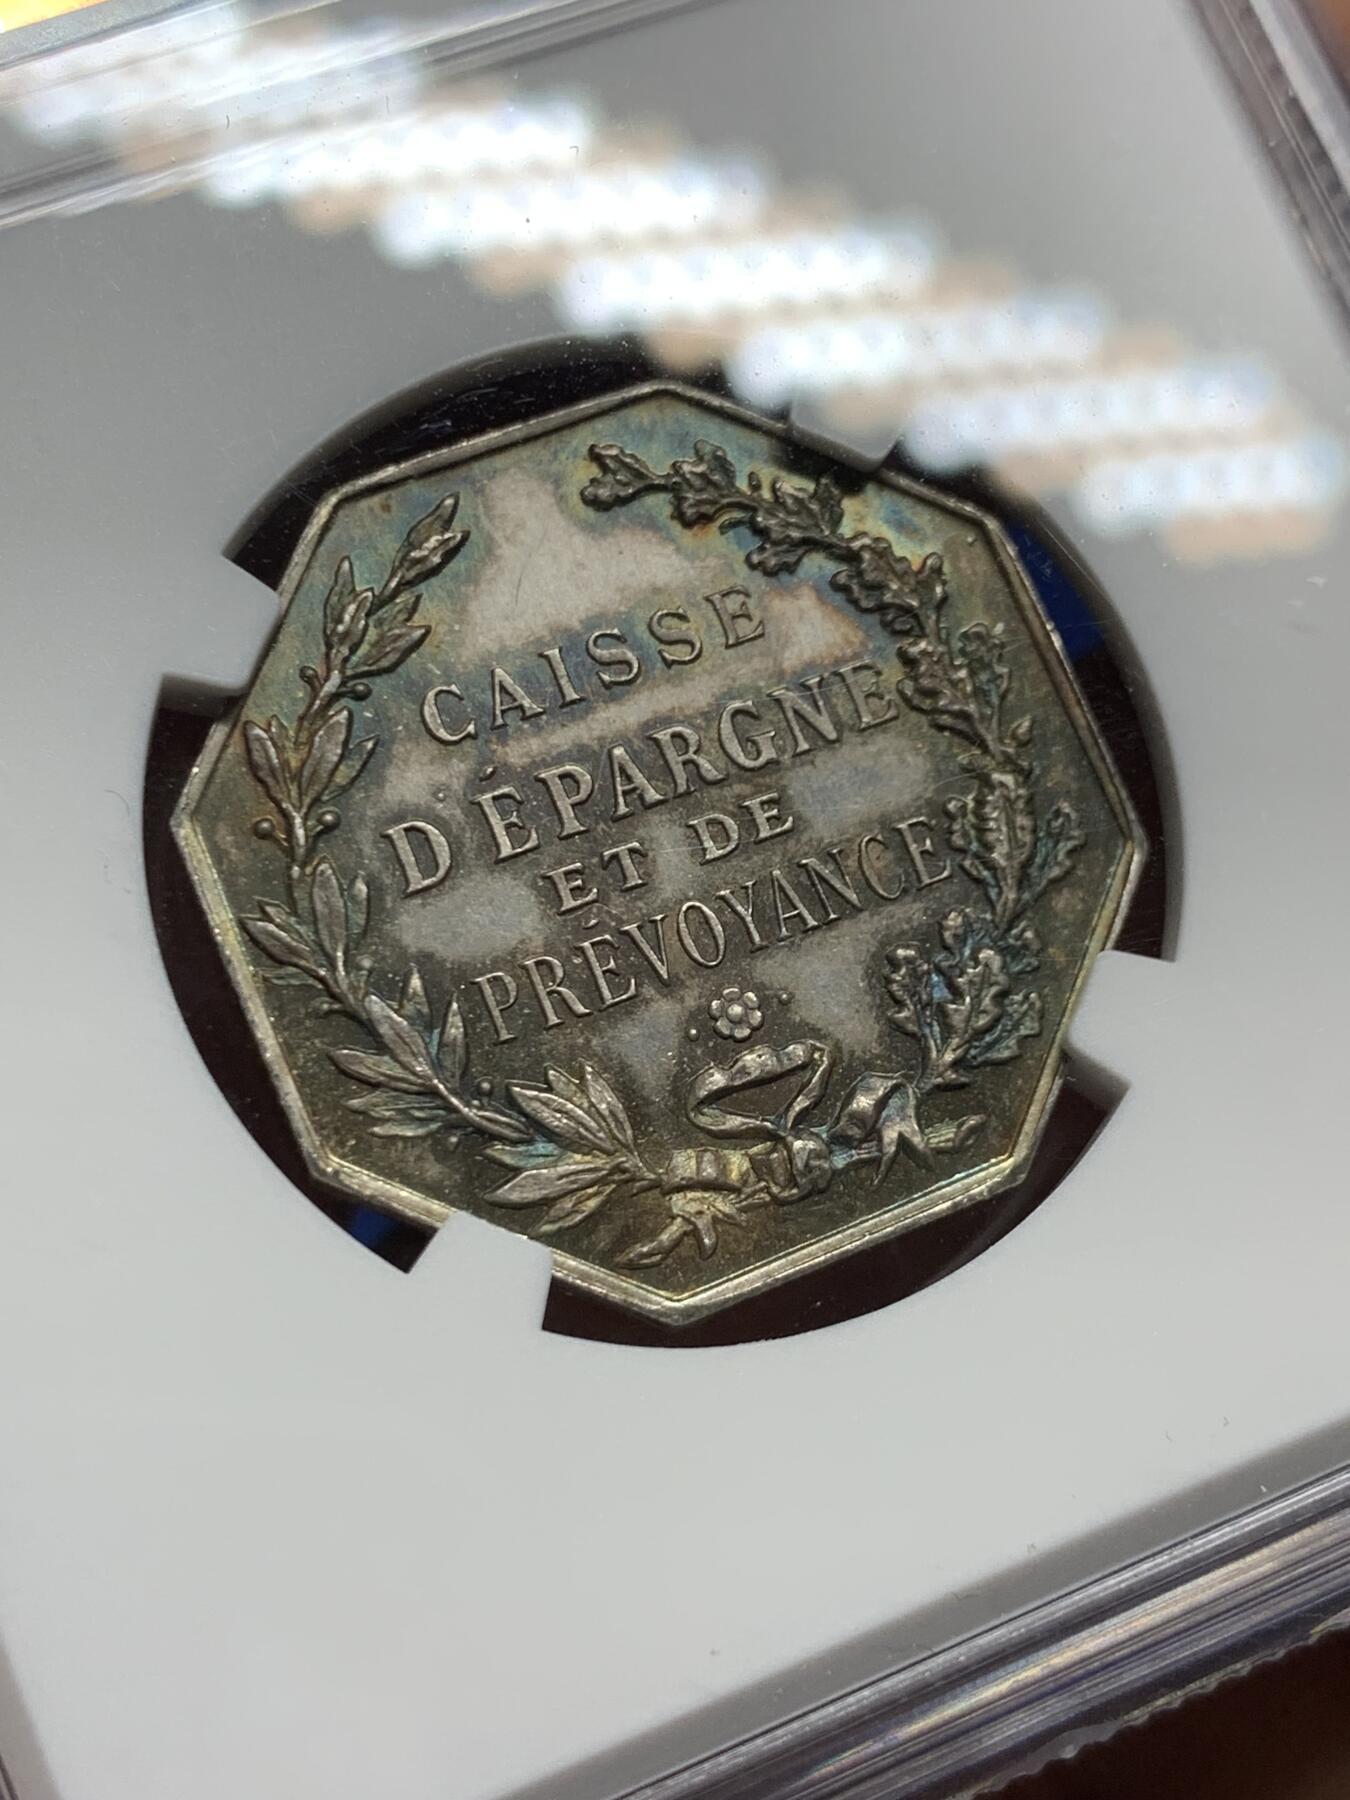 CAISSE
D'ÉPARGNE
ET DE
PRÉVOYANCE